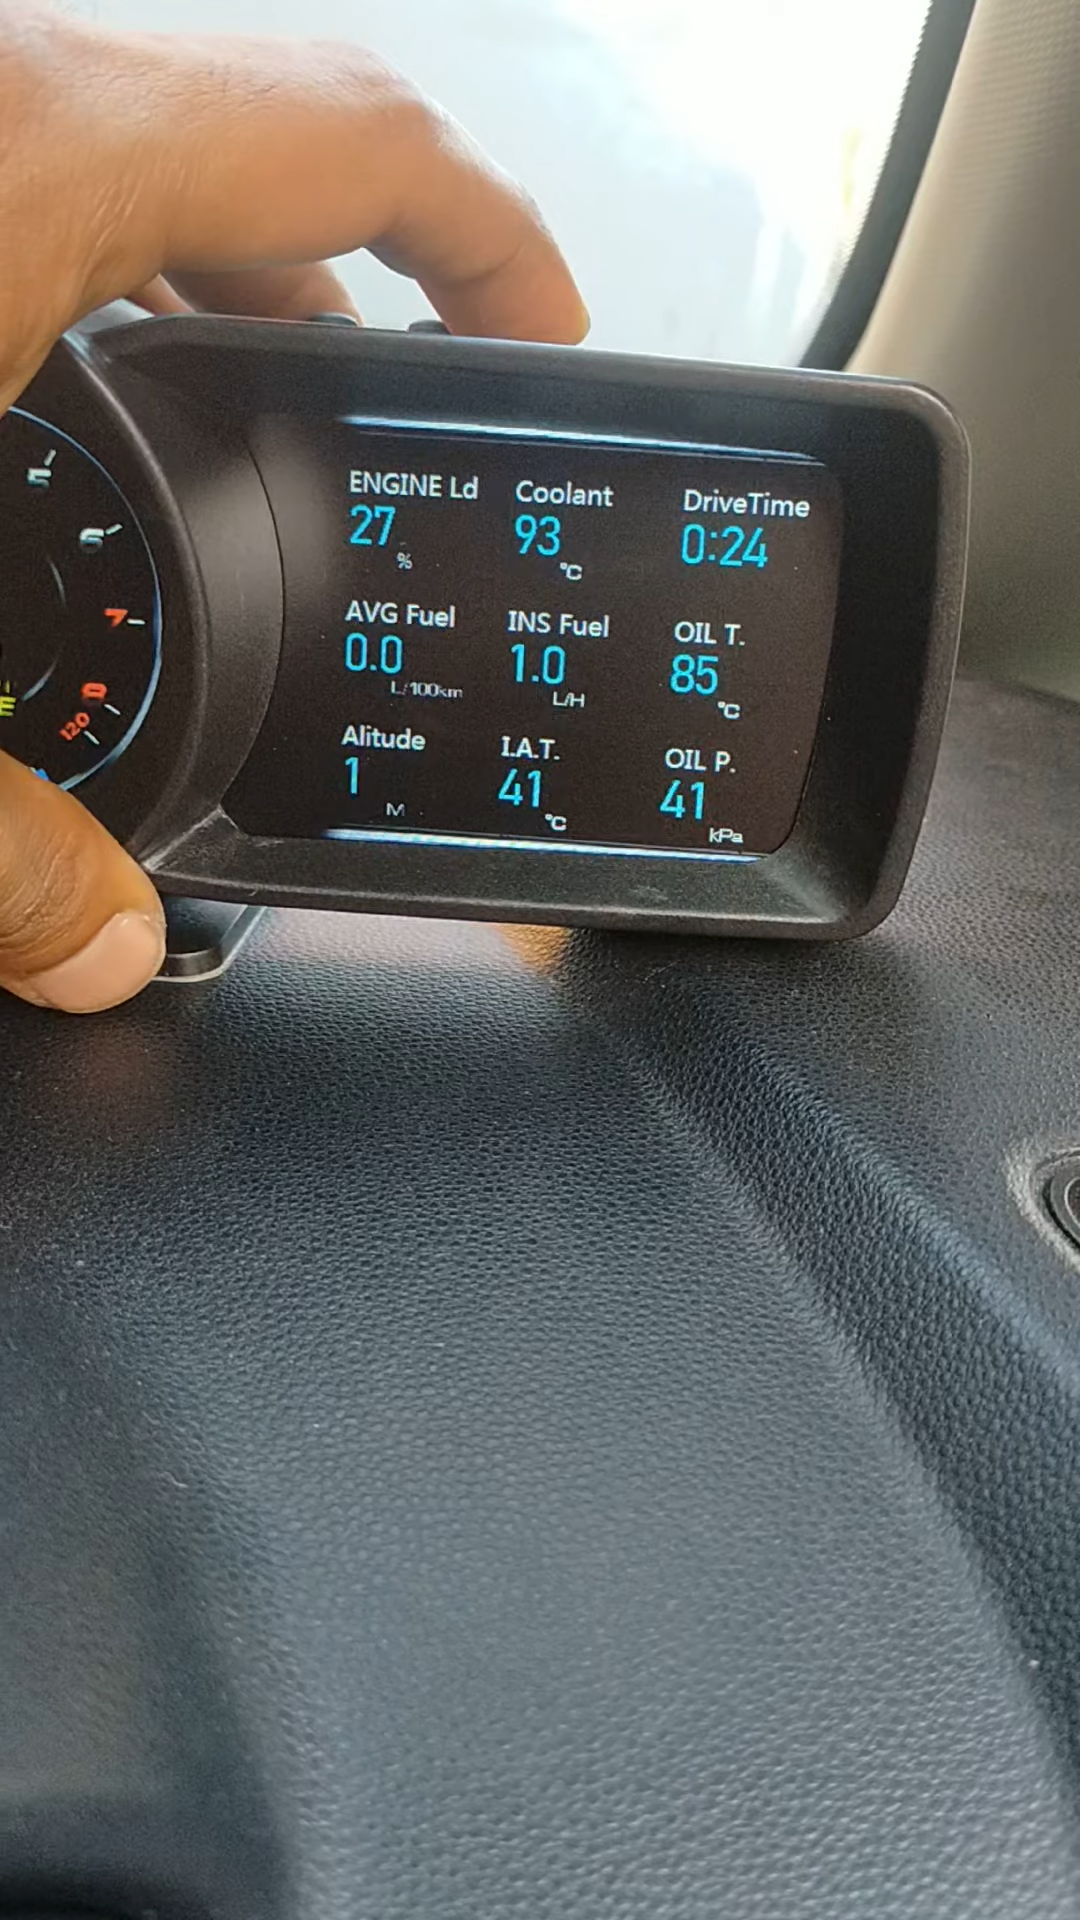 ENGINE Ld Coolant DriveTime
27 % 93 °C 0:24
AVG Fuel INS Fuel OIL T.
0.0 L/100km 1.0 L/H 85 °C
Alitude I.A.T. OIL P.
1 M 41 °C 41 kPa
5
6
7
8
120
E